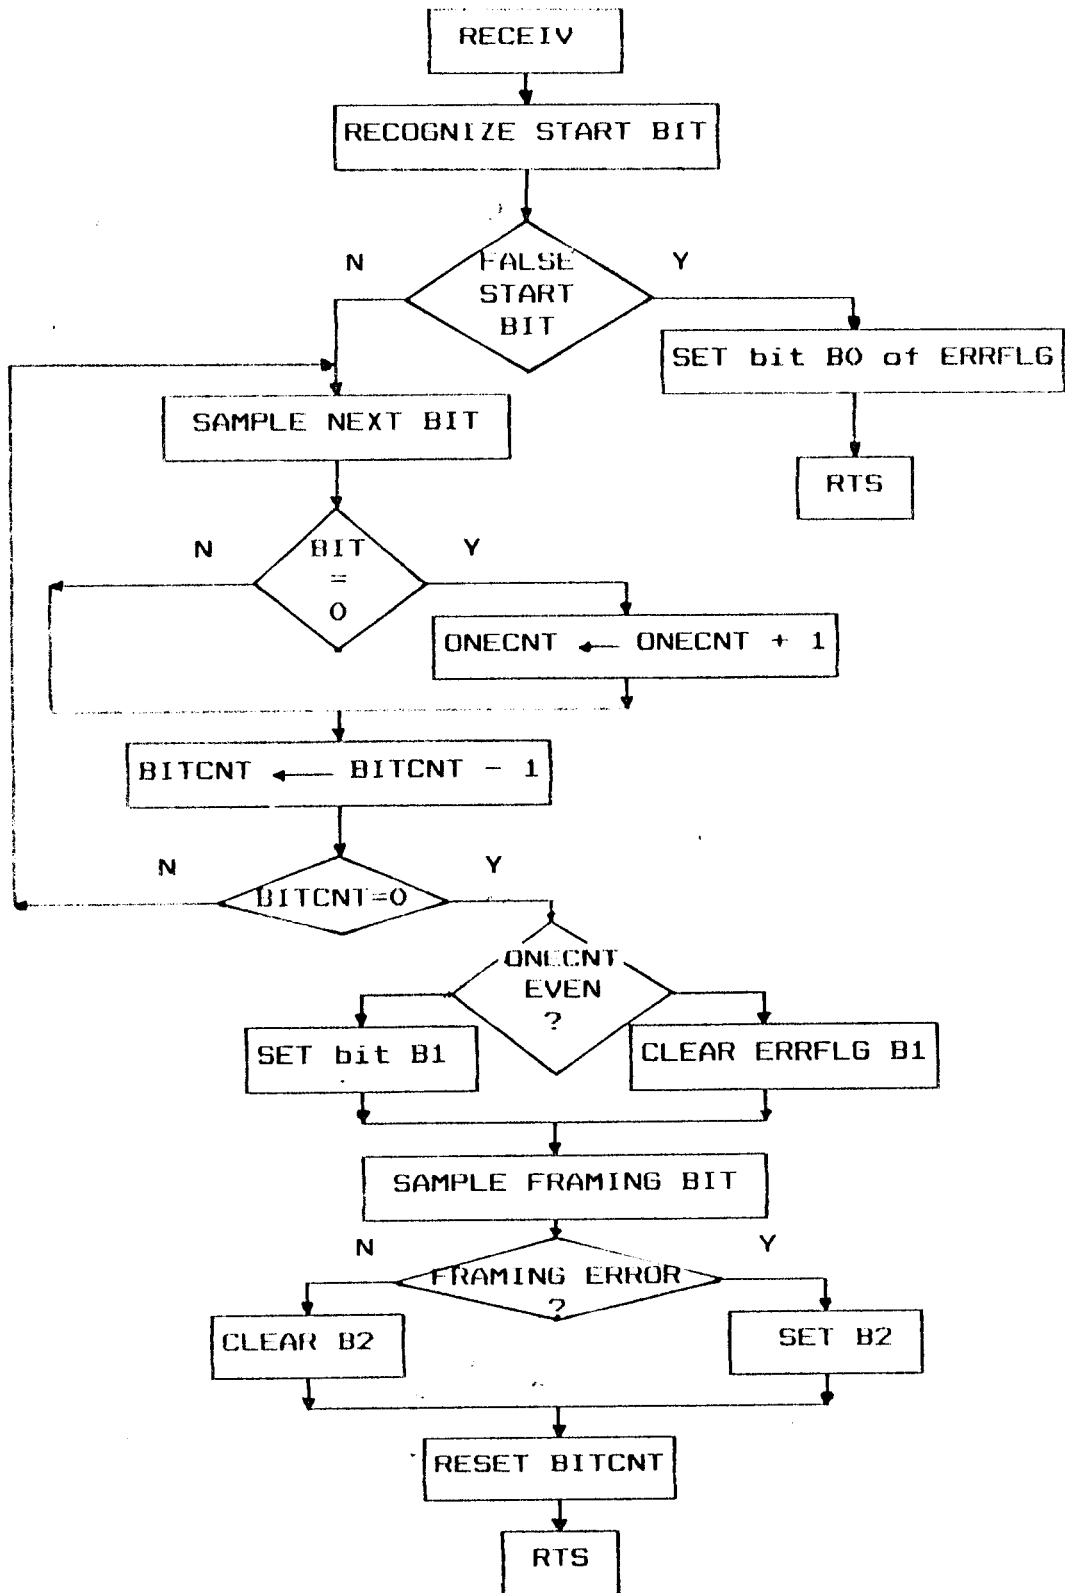 RECEIV
RECOGNIZE START BIT
N
FALSE
START
BIT
Y
SET bit B0 of ERRFLG
SAMPLE NEXT BIT
RTS
N
BIT
=
0
Y
ONECNT ← ONECNT + 1
BITCNT ← BITCNT - 1
N
BITCNT=0
Y
ONECNT
EVEN
?
SET bit B1
CLEAR ERRFLG B1
SAMPLE FRAMING BIT
N
FRAMING ERROR
?
Y
CLEAR B2
SET B2
RESET BITCNT
RTS